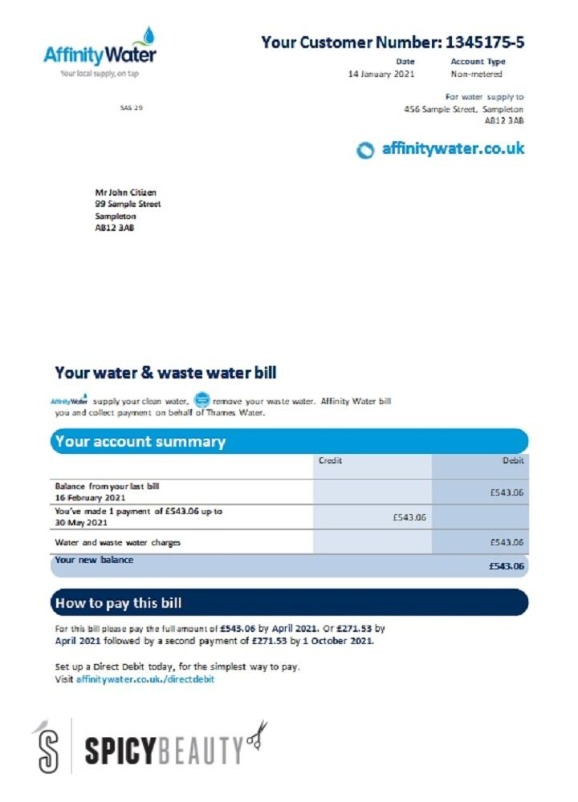 AffinityWater
Your local supply, on tap
Your Customer Number: 1345175-5
Date Account Type
14 January 2021 Non-metered
SAS 29
For water supply to
456 Sample Street, Sampleton
AB12 3AB
affinitywater.co.uk
Mr John Citizen
99 Sample Street
Sampleton
AB12 3AB
Your water & waste water bill
AffinityWater supply your clean water, remove your waste water. Affinity Water bill
you and collect payment on behalf of Thames Water.
Your account summary
Credit Debit
Balance from your last bill
16 February 2021 £543.06
You've made 1 payment of £543.06 up to
30 May 2021 £543.06
Water and waste water charges £543.06
Your new balance £543.06
How to pay this bill
For this bill please pay the full amount of £543.06 by April 2021. Or £271.53 by
April 2021 followed by a second payment of £271.53 by 1 October 2021.
Set up a Direct Debit today, for the simplest way to pay.
Visit affinitywater.co.uk./directdebit
S SPICYBEAUTY